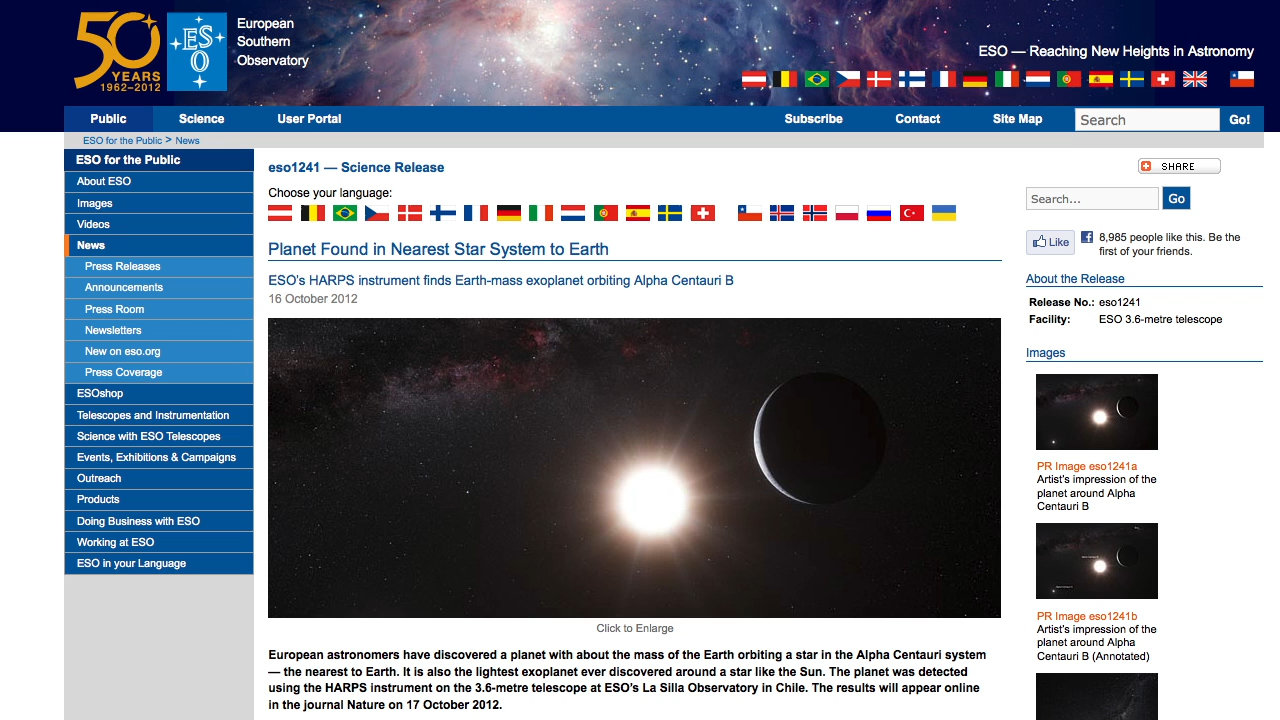 50
YEARS
1962–2012
ES
O
European
Southern
Observatory
ESO — Reaching New Heights in Astronomy
Public
Science
User Portal
Subscribe
Contact
Site Map
Search
Go!
ESO for the Public > News
ESO for the Public
About ESO
Images
Videos
News
Press Releases
Announcements
Press Room
Newsletters
New on eso.org
Press Coverage
ESOshop
Telescopes and Instrumentation
Science with ESO Telescopes
Events, Exhibitions & Campaigns
Outreach
Products
Doing Business with ESO
Working at ESO
ESO in your Language
eso1241 — Science Release
Choose your language:
Planet Found in Nearest Star System to Earth
ESO's HARPS instrument finds Earth-mass exoplanet orbiting Alpha Centauri B
16 October 2012
Click to Enlarge
European astronomers have discovered a planet with about the mass of the Earth orbiting a star in the Alpha Centauri system
— the nearest to Earth. It is also the lightest exoplanet ever discovered around a star like the Sun. The planet was detected
using the HARPS instrument on the 3.6-metre telescope at ESO's La Silla Observatory in Chile. The results will appear online
in the journal Nature on 17 October 2012.
SHARE
Search...
Go
Like
8,985 people like this. Be the
first of your friends.
About the Release
Release No.: eso1241
Facility: ESO 3.6-metre telescope
Images
PR Image eso1241a
Artist's impression of the
planet around Alpha
Centauri B
PR Image eso1241b
Artist's impression of the
planet around Alpha
Centauri B (Annotated)